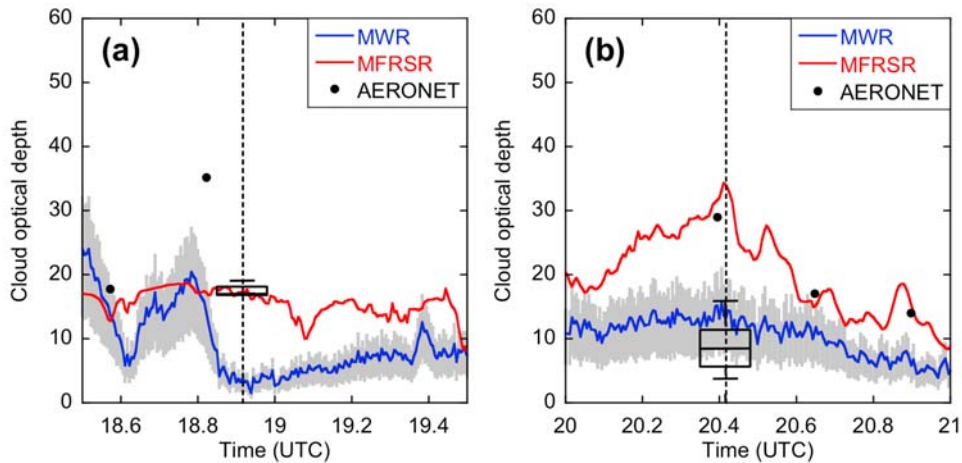 (a)
MWR
MFRSR
AERONET
Cloud optical depth
60
50
40
30
20
10
0
18.6 18.8 19 19.2 19.4
Time (UTC)
(b)
MWR
MFRSR
AERONET
Cloud optical depth
60
50
40
30
20
10
0
20 20.2 20.4 20.6 20.8 21
Time (UTC)